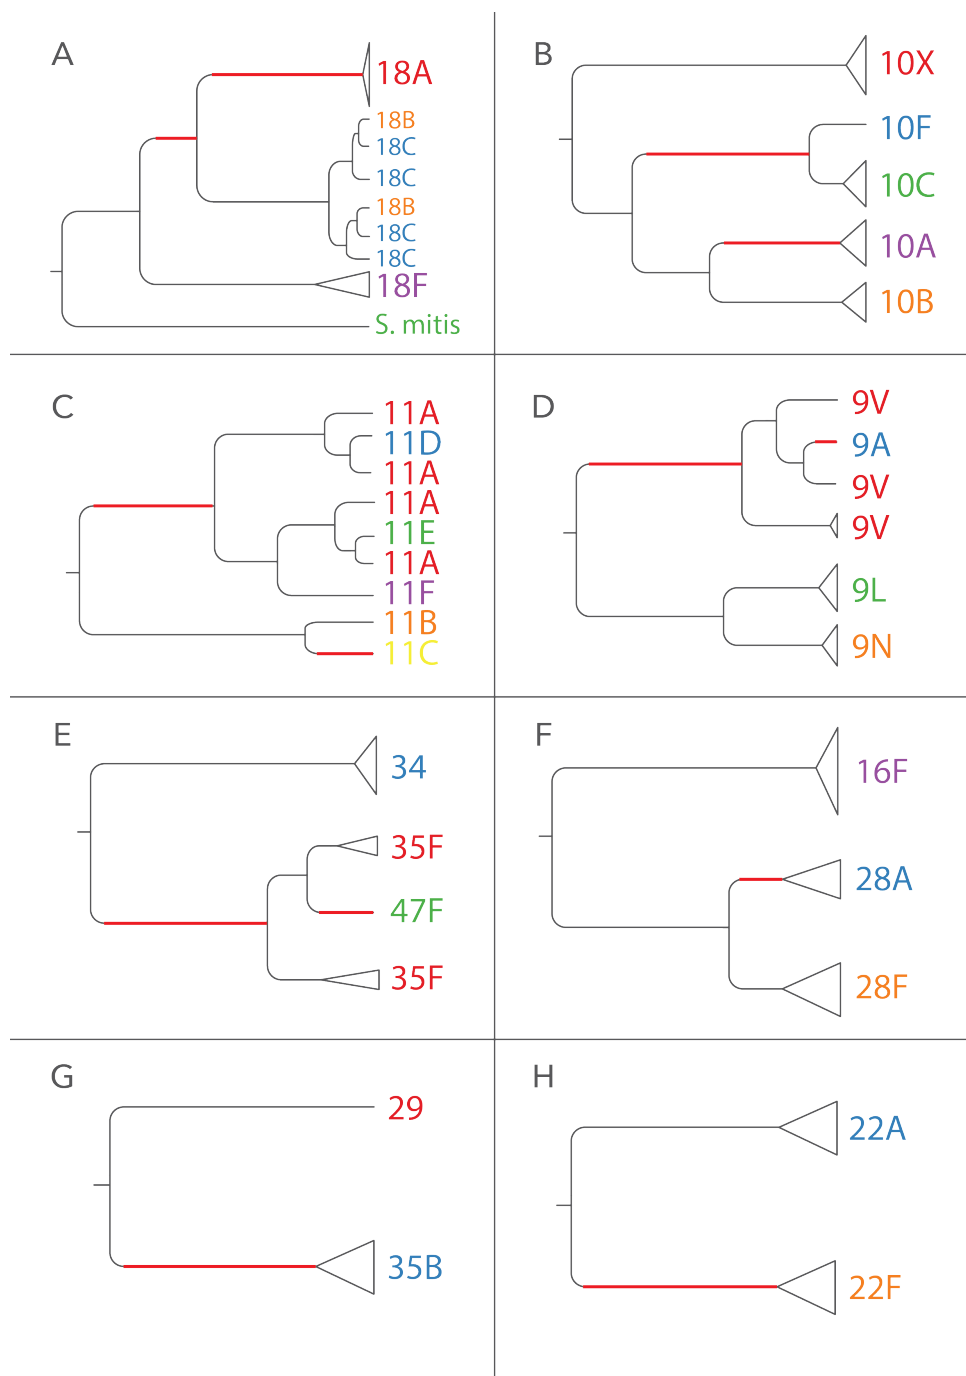 A
18A
18B
18C
18C
18B
18C
18C
18F
S. mitis
B
10X
10F
10C
10A
10B
C
11A
11D
11A
11A
11E
11A
11F
11B
11C
D
9V
9A
9V
9V
9L
9N
E
34
35F
47F
35F
F
16F
28A
28F
G
29
35B
H
22A
22F